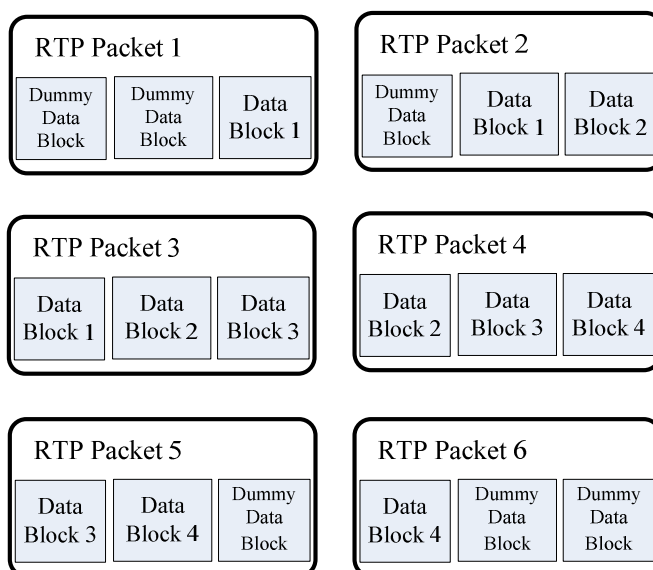 RTP Packet 1
Dummy
Data
Block
Dummy
Data
Block
Data
Block 1
RTP Packet 2
Dummy
Data
Block
Data
Block 1
Data
Block 2
RTP Packet 3
Data
Block 1
Data
Block 2
Data
Block 3
RTP Packet 4
Data
Block 2
Data
Block 3
Data
Block 4
RTP Packet 5
Data
Block 3
Data
Block 4
Dummy
Data
Block
RTP Packet 6
Data
Block 4
Dummy
Data
Block
Dummy
Data
Block